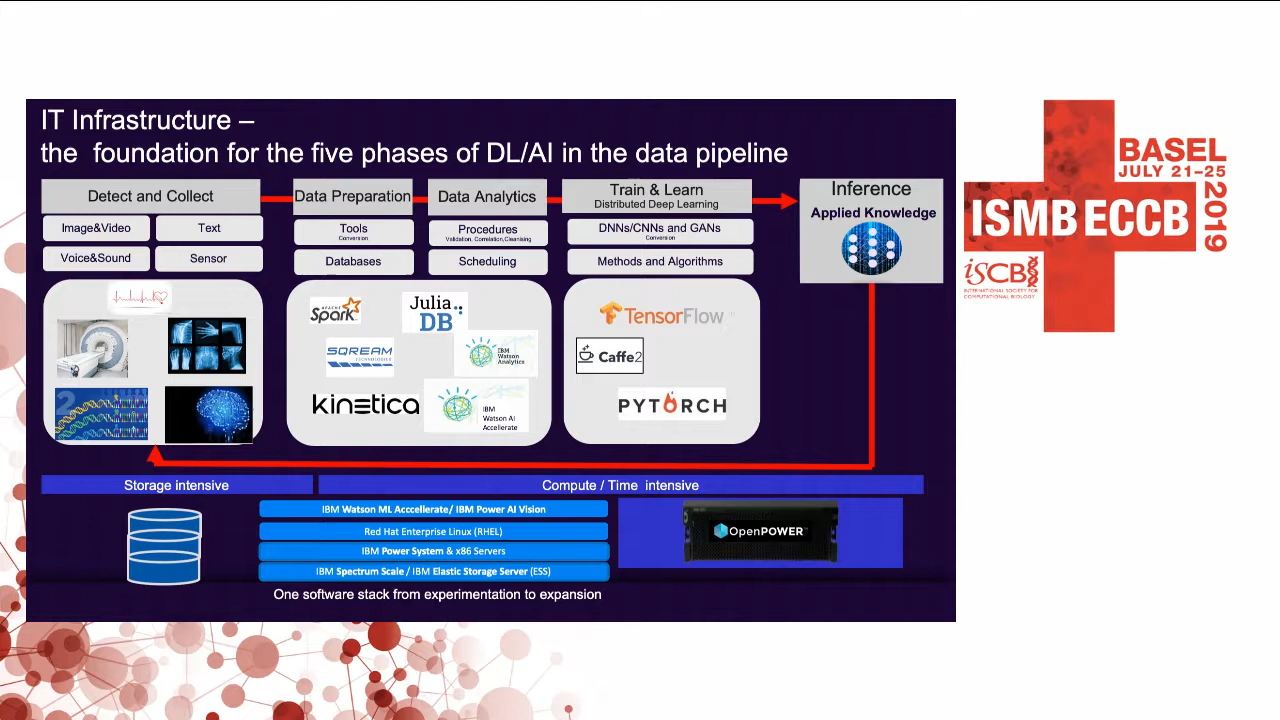 IT Infrastructure –
the foundation for the five phases of DL/AI in the data pipeline
Detect and Collect
Data Preparation
Data Analytics
Train & Learn
Distributed Deep Learning
Inference
Applied Knowledge
Image&Video
Text
Voice&Sound
Sensor
Tools
Conversion
Databases
Procedures
Validation, Correlation,Cleanising
Scheduling
DNNs/CNNs and GANs
Conversion
Methods and Algorithms
2
APACHE
Spark
Julia
DB
SQREAM
TECHNOLOGIES
IBM
Watson
Analytics
kinetica
IBM
Watson AI
Accelerate
TensorFlow
Caffe2
PYTORCH
Storage intensive
Compute / Time intensive
IBM Watson ML Acccellerate/ IBM Power AI Vision
Red Hat Enterprise Linux (RHEL)
IBM Power System & x86 Servers
IBM Spectrum Scale / IBM Elastic Storage Server (ESS)
OpenPOWER™
One software stack from experimentation to expansion
BASEL
JULY 21–25
2019
ISMB ECCB
iSCB
INTERNATIONAL SOCIETY FOR
COMPUTATIONAL BIOLOGY